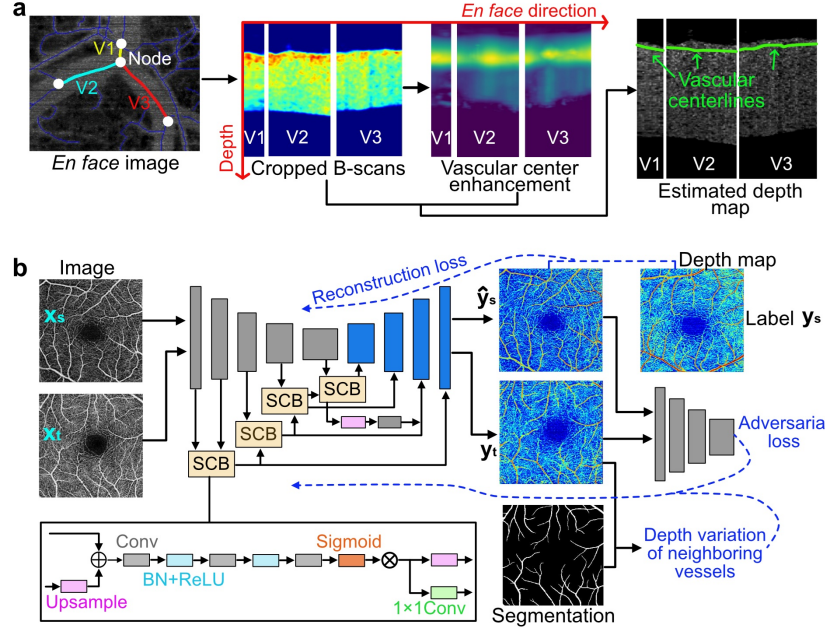 a
En face direction
V1
Node
V2
V3
En face image
Depth
V1
V2
V3
Cropped B-scans
V1
V2
V3
Vascular center
enhancement
Vascular
centerlines
V1
V2
V3
Estimated depth
map
b
Image
Reconstruction loss
Depth map
xs
ŷs
Label ys
xt
yt
SCB
SCB
SCB
SCB
Adversaria
loss
Conv
Sigmoid
BN+ReLU
Upsample
1×1Conv
Segmentation
Depth variation
of neighboring
vessels